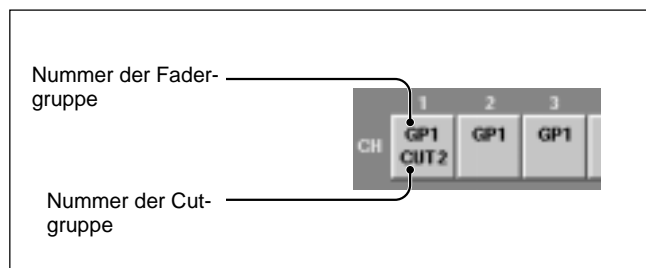 Nummer der Fader-
gruppe
1 2 3
CH GP1 GP1 GP1
CUT2
Nummer der Cut-
gruppe